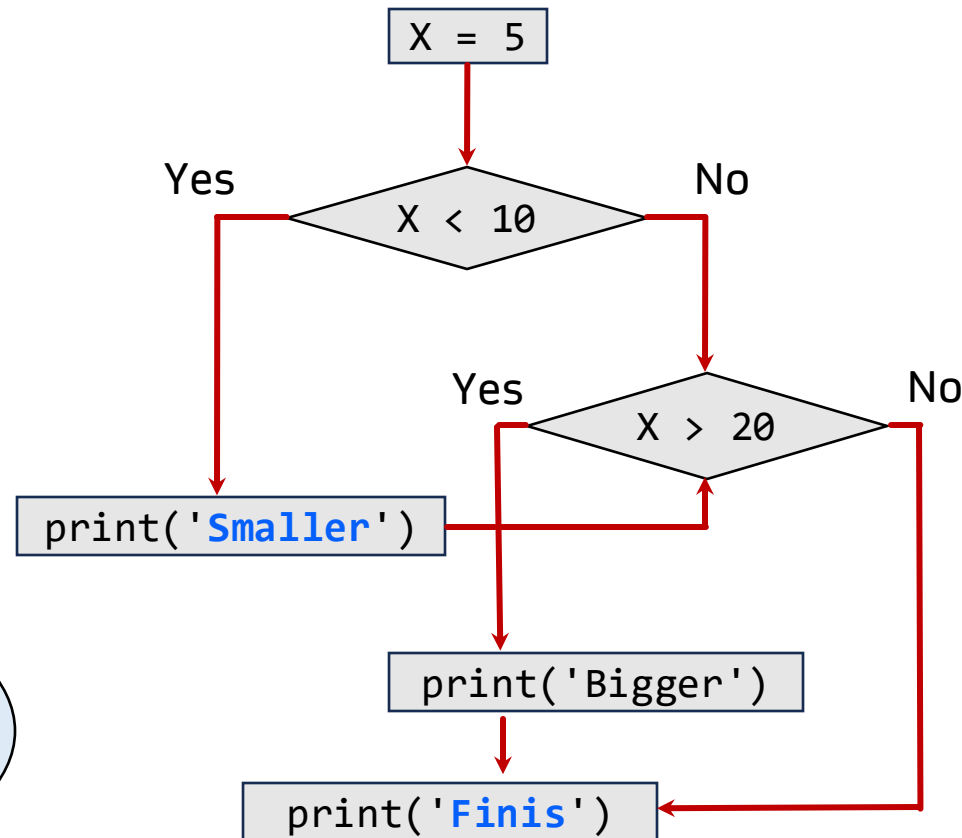 X = 5
Yes
No
X < 10
Yes
No
X > 20
print('Smaller')
print('Bigger')
print('Finis')